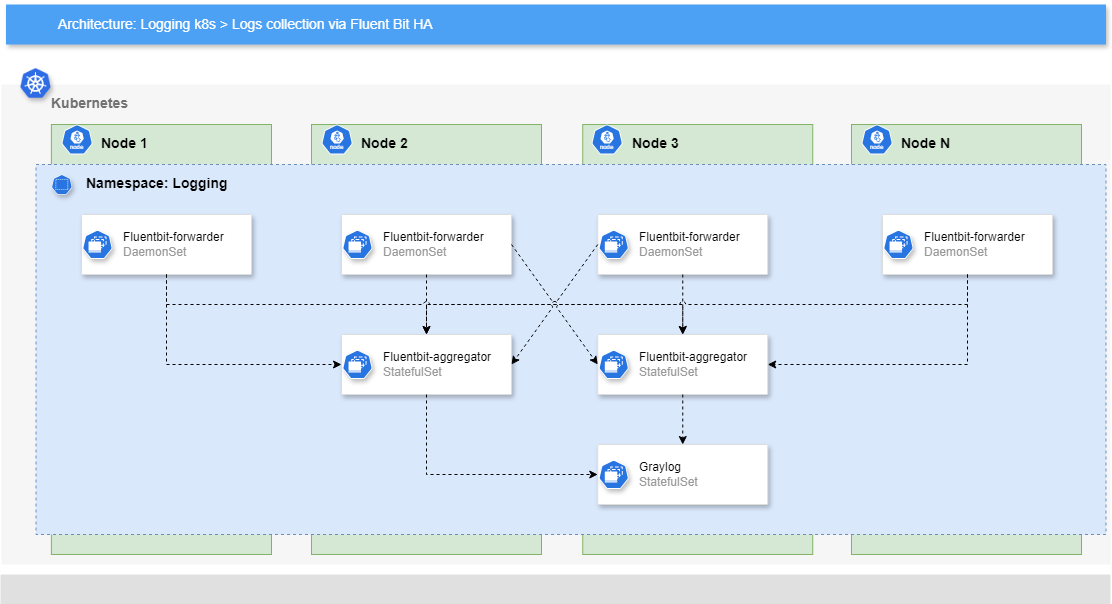 Architecture: Logging k8s > Logs collection via Fluent Bit HA
Kubernetes
node
Node 1
node
Node 2
node
Node 3
node
Node N
Namespace: Logging
Fluentbit-forwarder
DaemonSet
Fluentbit-forwarder
DaemonSet
Fluentbit-forwarder
DaemonSet
Fluentbit-forwarder
DaemonSet
Fluentbit-aggregator
StatefulSet
Fluentbit-aggregator
StatefulSet
Graylog
StatefulSet